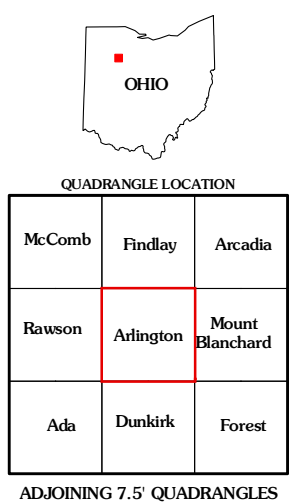 OHIO
QUADRANGLE LOCATION
McComb
Findlay
Arcadia
Rawson
Arlington
Mount
Blanchard
Ada
Dunkirk
Forest
ADJOINING 7.5' QUADRANGLES